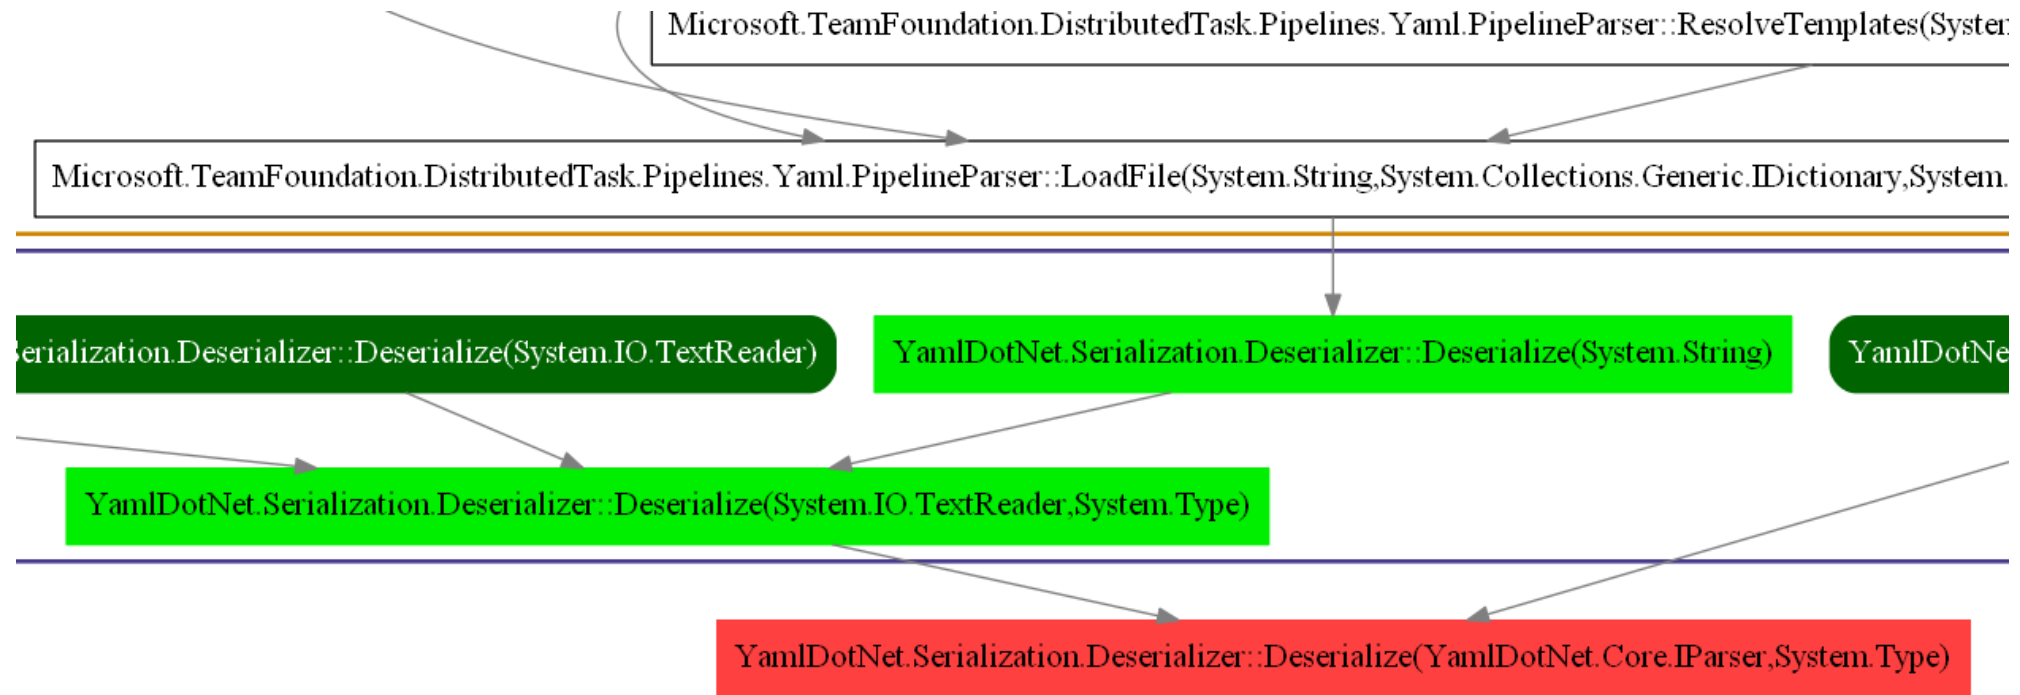 Microsoft.TeamFoundation.DistributedTask.Pipelines.Yaml.PipelineParser::ResolveTemplates(System
Microsoft.TeamFoundation.DistributedTask.Pipelines.Yaml.PipelineParser::LoadFile(System.String,System.Collections.Generic.IDictionary,System.
erialization.Deserializer::Deserialize(System.IO.TextReader)
YamlDotNet.Serialization.Deserializer::Deserialize(System.String)
YamlDotNe
YamlDotNet.Serialization.Deserializer::Deserialize(System.IO.TextReader,System.Type)
YamlDotNet.Serialization.Deserializer::Deserialize(YamlDotNet.Core.IParser,System.Type)